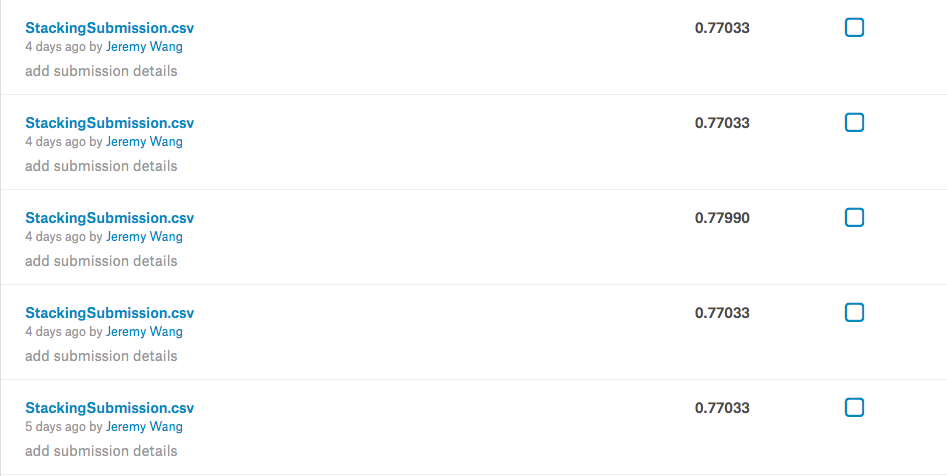 StackingSubmission.csv 0.77033
4 days ago by Jeremy Wang
add submission details
StackingSubmission.csv 0.77033
4 days ago by Jeremy Wang
add submission details
StackingSubmission.csv 0.77990
4 days ago by Jeremy Wang
add submission details
StackingSubmission.csv 0.77033
4 days ago by Jeremy Wang
add submission details
StackingSubmission.csv 0.77033
5 days ago by Jeremy Wang
add submission details